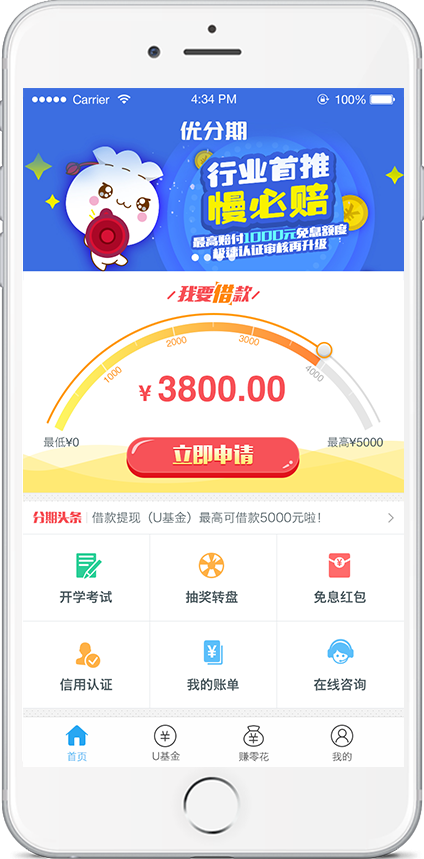 Carrier 4:34 PM 100%
优分期
行业首推
慢必赔
最高赔付1000元免息额度
极速认证审核再升级
我要借款
1000 2000 3000 4000
¥ 3800.00
最低¥0 最高¥5000
立即申请
分期头条 借款提现（U基金）最高可借款5000元啦！
开学考试 抽奖转盘 免息红包
信用认证 我的账单 在线咨询
首页 U基金 赚零花 我的